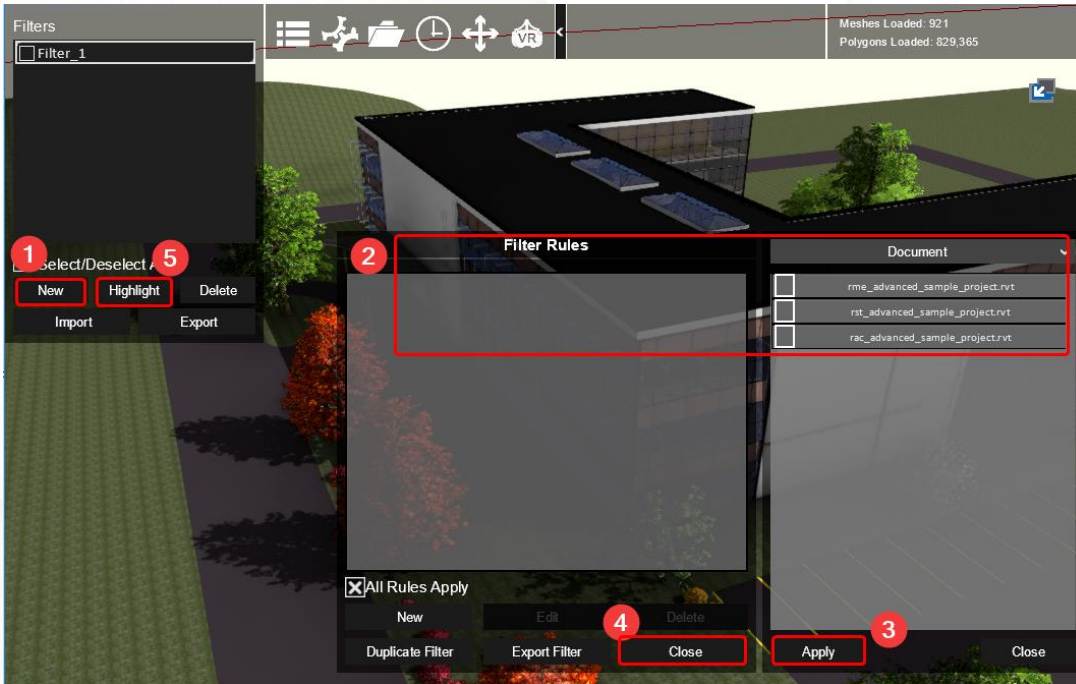 Filters
Filter_1
VR
<
Meshes Loaded: 921
Polygons Loaded: 829,365
1
5
Select/Deselect A
New Highlight Delete
Import Export
2
Filter Rules
Document
rme_advanced_sample_project.rvt
rst_advanced_sample_project.rvt
rac_advanced_sample_project.rvt
All Rules Apply
New Edit Delete
4
Duplicate Filter Export Filter Close
3
Apply Close